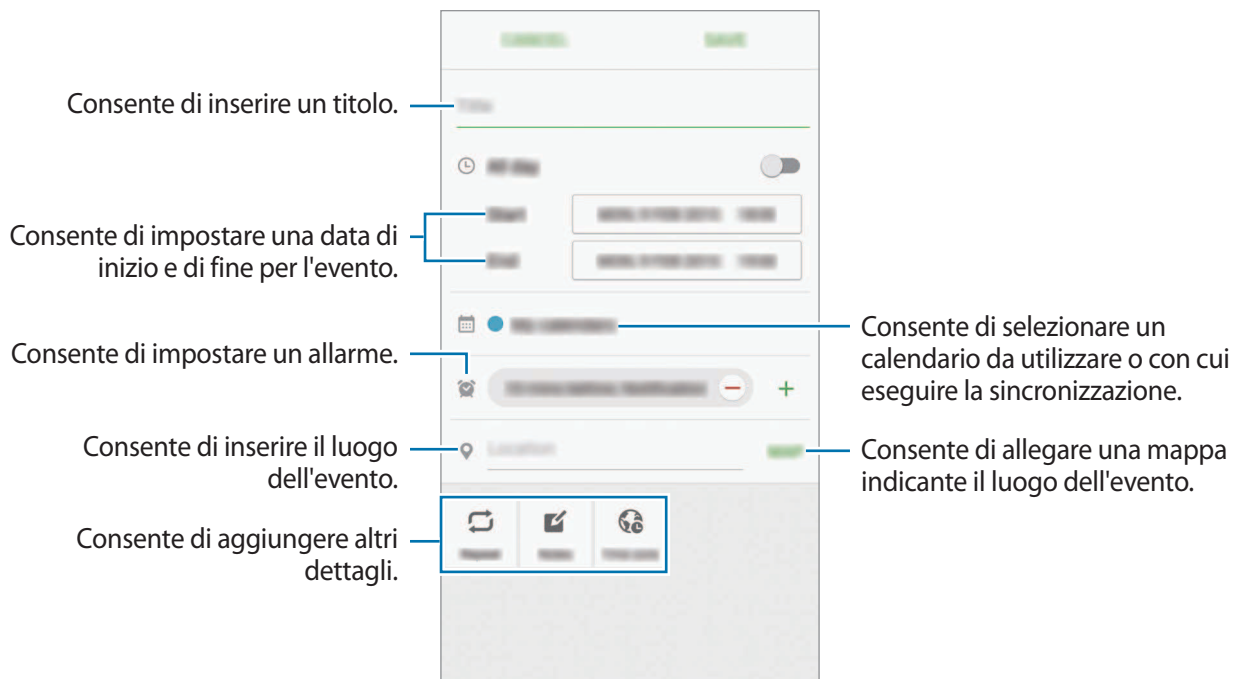 Consente di inserire un titolo.
Consente di impostare una data di
inizio e di fine per l'evento.
Consente di impostare un allarme.
Consente di inserire il luogo
dell'evento.
Consente di aggiungere altri
dettagli.
Consente di selezionare un
calendario da utilizzare o con cui
eseguire la sincronizzazione.
Consente di allegare una mappa
indicante il luogo dell'evento.